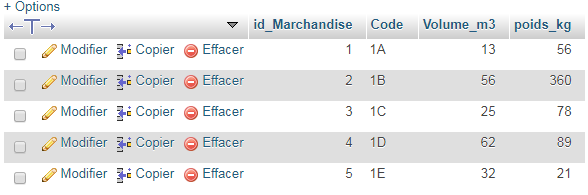 + Options
←T→ id_Marchandise Code Volume_m3 poids_kg
Modifier Copier Effacer 1 1A 13 56
Modifier Copier Effacer 2 1B 56 360
Modifier Copier Effacer 3 1C 25 78
Modifier Copier Effacer 4 1D 62 89
Modifier Copier Effacer 5 1E 32 21